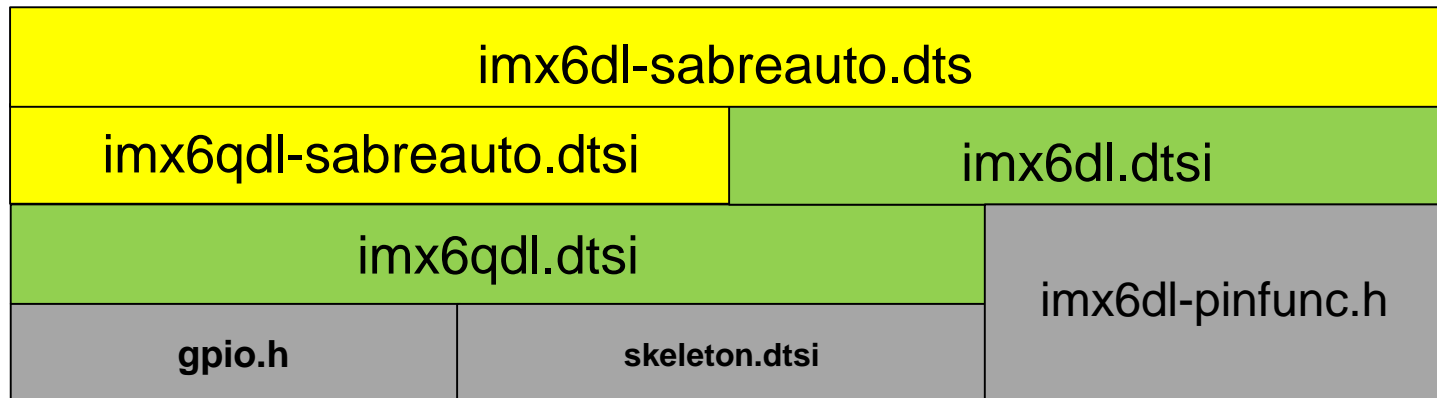 imx6dl-sabreauto.dts
imx6qdl-sabreauto.dtsi
imx6dl.dtsi
imx6qdl.dtsi
imx6dl-pinfunc.h
gpio.h
skeleton.dtsi